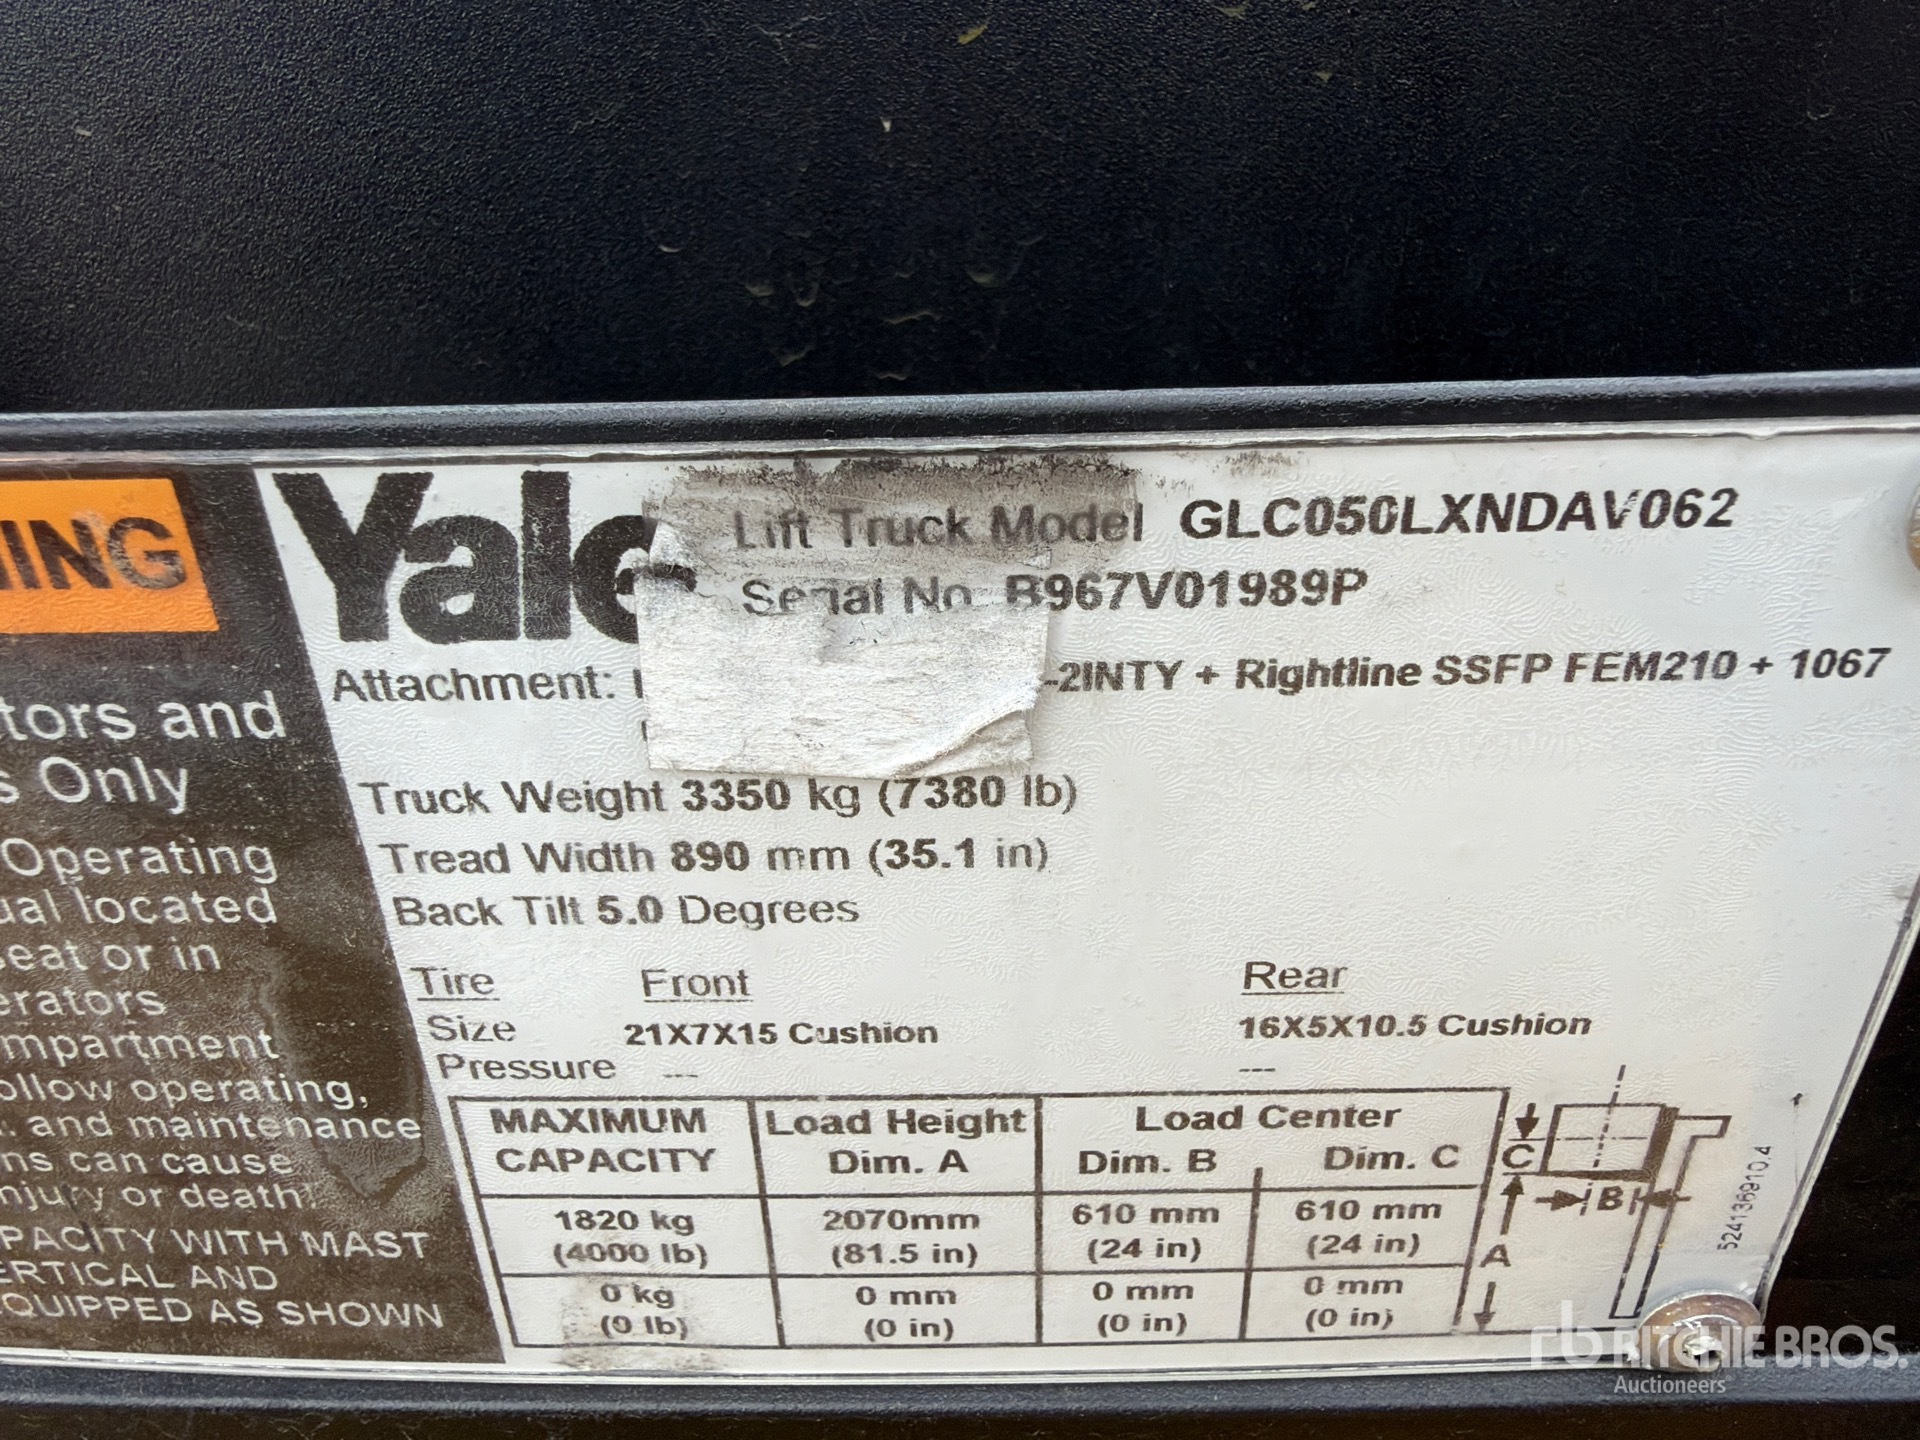 NING
tors and
s Only
Operating
ual located
seat or in
erators
mpartment
ollow operating,
. and maintenance
ns can cause
njury or death.
PACITY WITH MAST
ERTICAL AND
QUIPPED AS SHOWN
Yale
Lift Truck Model GLC050LXNDAV062
Serial No. B967V01989P
Attachment: -2INTY + Rightline SSFP FEM210 + 1067
Truck Weight 3350 kg (7380 lb)
Tread Width 890 mm (35.1 in)
Back Tilt 5.0 Degrees
Tire Front Rear
Size 21X7X15 Cushion 16X5X10.5 Cushion
Pressure --- ---
MAXIMUM Load Height Load Center
CAPACITY Dim. A Dim. B Dim. C
1820 kg 2070mm 610 mm 610 mm
(4000 lb) (81.5 in) (24 in) (24 in)
0 kg 0 mm 0 mm 0 mm
(0 lb) (0 in) (0 in) (0 in)
C
B
A
524136910.4
rb RITCHIE BROS.
Auctioneers